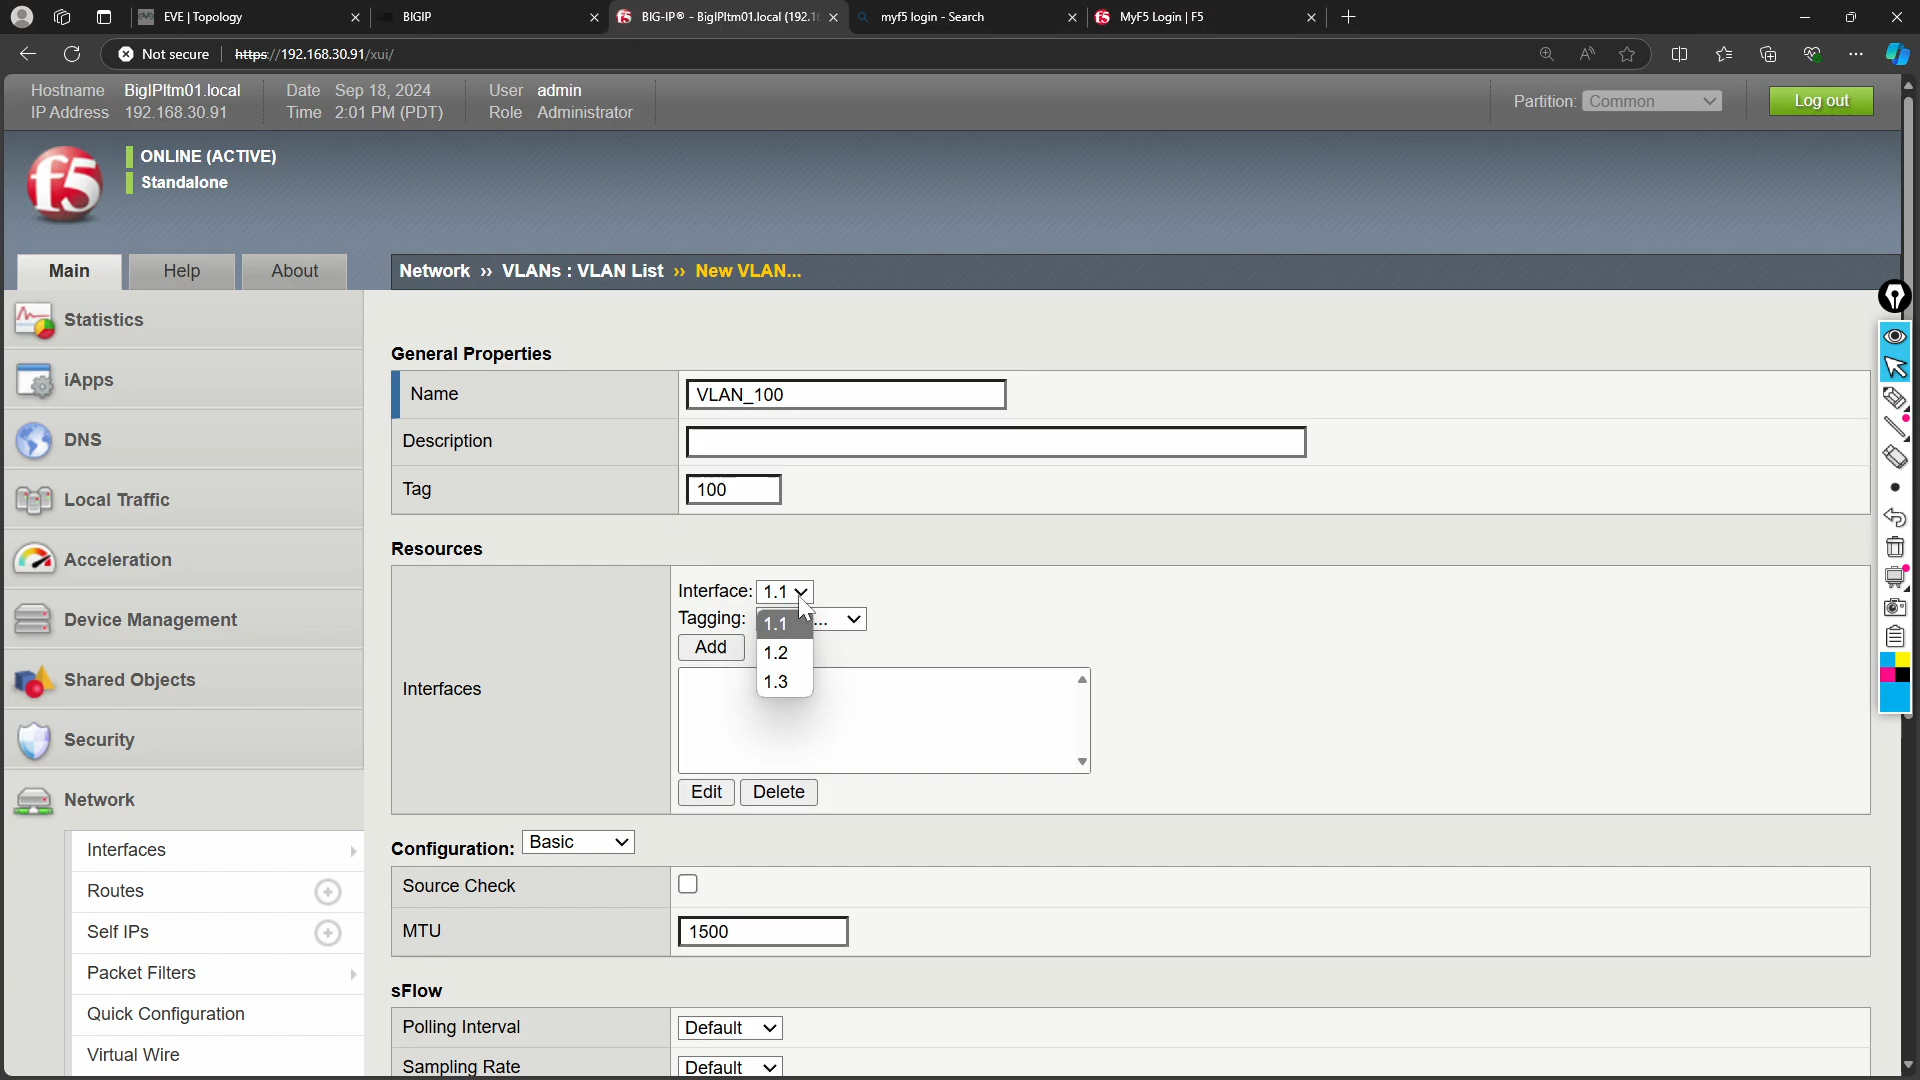 EVE | Topology
BIGIP
BIG-IP® - BigIPltm01.local (192.1
myf5 login - Search
MyF5 Login | F5
Not secure
https://192.168.30.91/xui/
Hostname BigIPltm01.local
IP Address 192.168.30.91
Date Sep 18, 2024
Time 2:01 PM (PDT)
User admin
Role Administrator
Partition: Common
Log out
f5
ONLINE (ACTIVE)
Standalone
Main
Help
About
Network ›› VLANs : VLAN List ›› New VLAN...
Statistics
iApps
DNS
Local Traffic
Acceleration
Device Management
Shared Objects
Security
Network
Interfaces
Routes
Self IPs
Packet Filters
Quick Configuration
Virtual Wire
General Properties
Name VLAN_100
Description
Tag 100
Resources
Interfaces
Interface: 1.1
Tagging: ...
1.1
1.2
1.3
Add
Edit Delete
Configuration: Basic
Source Check
MTU 1500
sFlow
Polling Interval Default
Sampling Rate Default